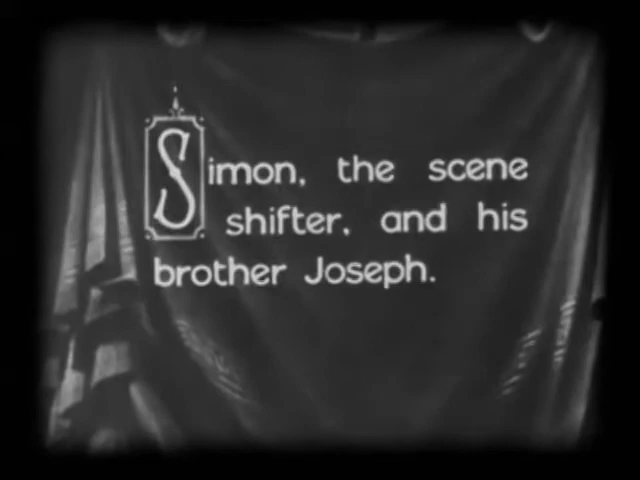 Simon, the scene
shifter, and his
brother Joseph.